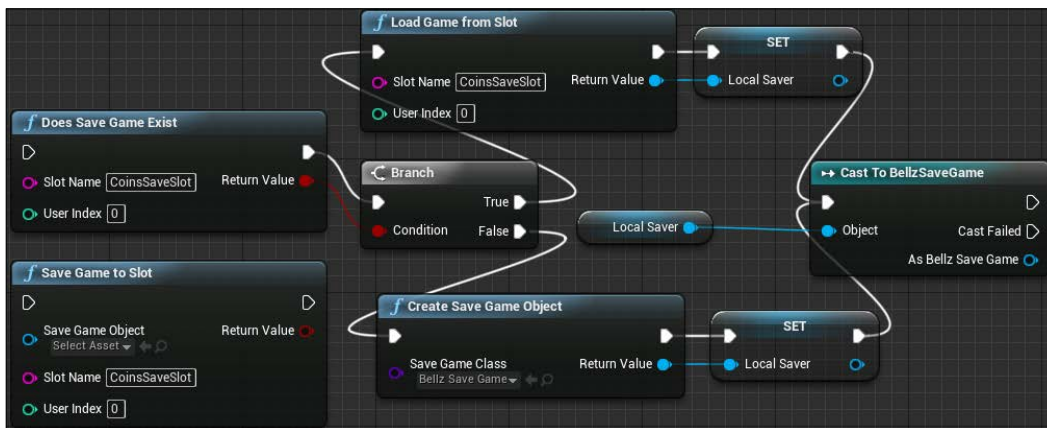 Load Game from Slot
Slot Name CoinsSaveSlot Return Value
User Index 0
SET
Local Saver
Does Save Game Exist
Slot Name CoinsSaveSlot Return Value
User Index 0
Branch
True
Condition False
Local Saver
Cast To BellzSaveGame
Object Cast Failed
As Bellz Save Game
Save Game to Slot
Save Game Object Return Value
Select Asset
Slot Name CoinsSaveSlot
User Index 0
Create Save Game Object
Save Game Class Return Value
Bellz Save Game
SET
Local Saver